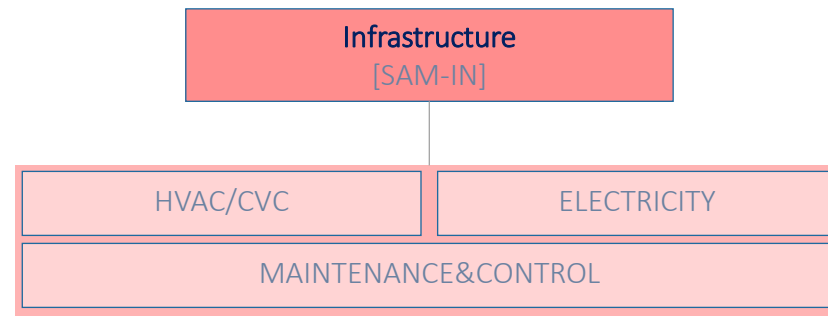 Infrastructure
[SAM-IN]
HVAC/CVC
ELECTRICITY
MAINTENANCE&CONTROL